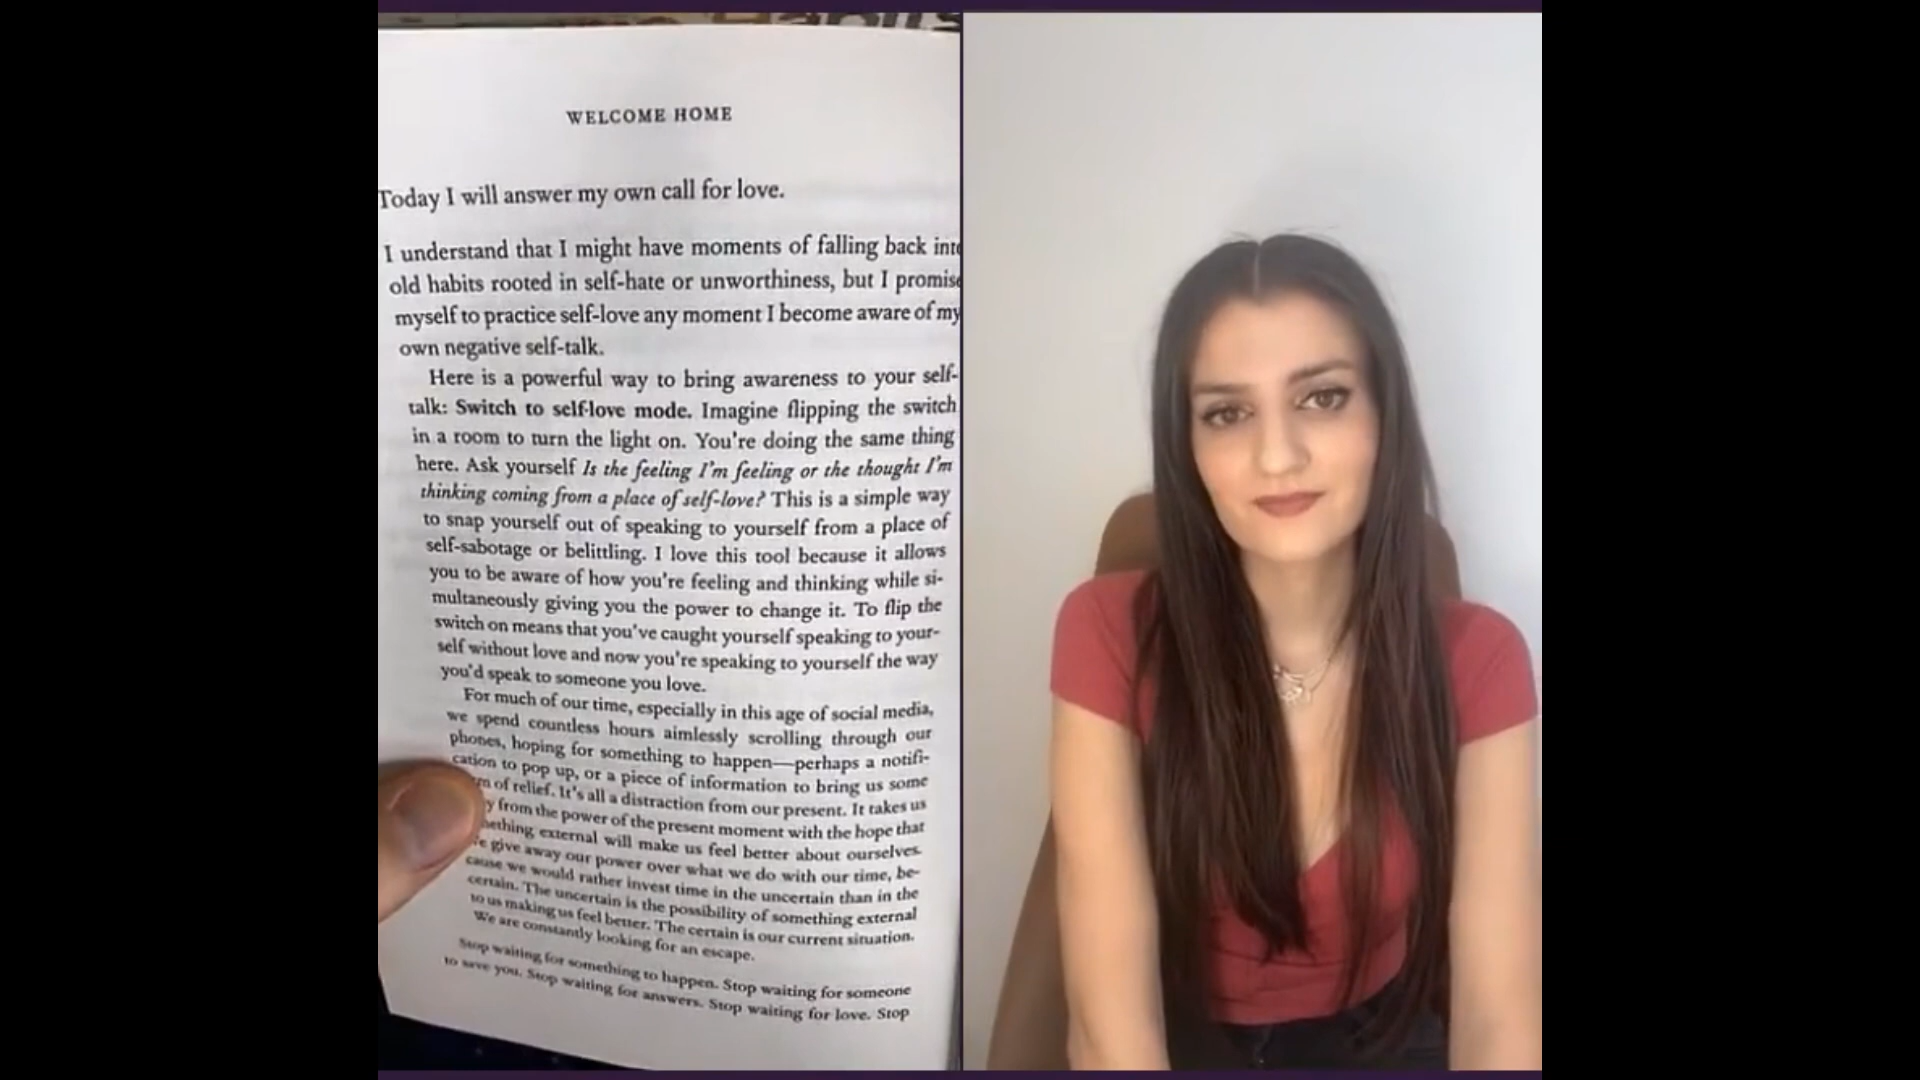 WELCOME HOME
Today I will answer my own call for love.
I understand that I might have moments of falling back into
old habits rooted in self-hate or unworthiness, but I promise
myself to practice self-love any moment I become aware of my
own negative self-talk.
Here is a powerful way to bring awareness to your self-
talk: Switch to self-love mode. Imagine flipping the switch
in a room to turn the light on. You're doing the same thing
here. Ask yourself Is the feeling I'm feeling or the thought I'm
thinking coming from a place of self-love? This is a simple way
to snap yourself out of speaking to yourself from a place of
self-sabotage or belittling. I love this tool because it allows
you to be aware of how you're feeling and thinking while si-
multaneously giving you the power to change it. To flip the
switch on means that you've caught yourself speaking to your-
self without love and now you're speaking to yourself the way
you'd speak to someone you love.
For much of our time, especially in this age of social media,
we spend countless hours aimlessly scrolling through our
phones, hoping for something to happen—perhaps a notifi-
cation to pop up, or a piece of information to bring us some
of relief. It's all a distraction from our present. It takes us
from the power of the present moment with the hope that
external will make us feel better about ourselves.
give away our power over what we do with our time, be-
cause we would rather invest time in the uncertain than in the
certain. The uncertain is the possibility of something external
to us making us feel better. The certain is our current situation.
We are constantly looking for an escape.
Stop waiting for something to happen. Stop waiting for someone
to save you. Stop waiting for answers. Stop waiting for love. Stop